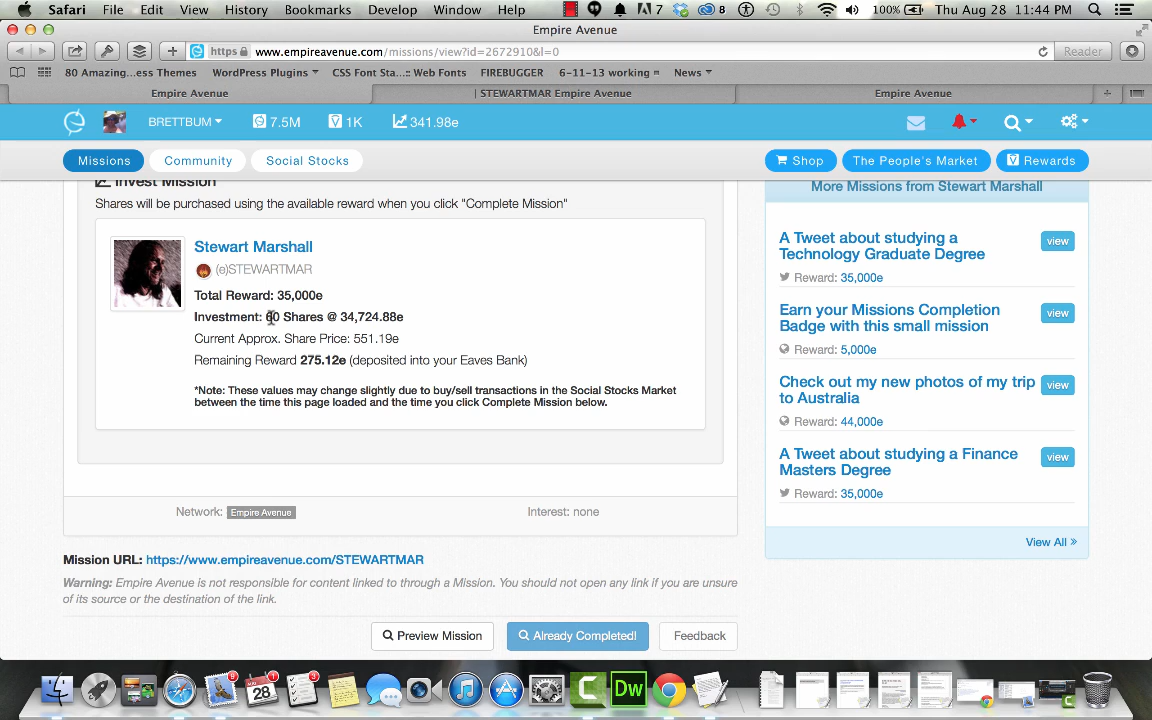 Safari File Edit View History Bookmarks Develop Window Help 7 8 100% Thu Aug 28 11:44 PM
Empire Avenue
https www.empireavenue.com/missions/view?id=2672910&l=0 Reader
80 Amazing...ess Themes WordPress Plugins CSS Font Sta...:: Web Fonts FIREBUGGER 6-11-13 working = News
Empire Avenue | STEWARTMAR Empire Avenue Empire Avenue
BRETTBUM 7.5M 1K 341.98e
Missions Community Social Stocks Shop The People's Market Rewards
Invest Mission
Shares will be purchased using the available reward when you click "Complete Mission"
Stewart Marshall
(e)STEWARTMAR
Total Reward: 35,000e
Investment: 60 Shares @ 34,724.88e
Current Approx. Share Price: 551.19e
Remaining Reward 275.12e (deposited into your Eaves Bank)
*Note: These values may change slightly due to buy/sell transactions in the Social Stocks Market
between the time this page loaded and the time you click Complete Mission below.
Network: Empire Avenue Interest: none
Mission URL: https://www.empireavenue.com/STEWARTMAR
Warning: Empire Avenue is not responsible for content linked to through a Mission. You should not open any link if you are unsure
of its source or the destination of the link.
Preview Mission Already Completed! Feedback
More Missions from Stewart Marshall
A Tweet about studying a
Technology Graduate Degree
view
Reward: 35,000e
Earn your Missions Completion
Badge with this small mission
view
Reward: 5,000e
Check out my new photos of my trip
to Australia
view
Reward: 44,000e
A Tweet about studying a Finance
Masters Degree
view
Reward: 35,000e
View All »
9 28 1 3 Dw